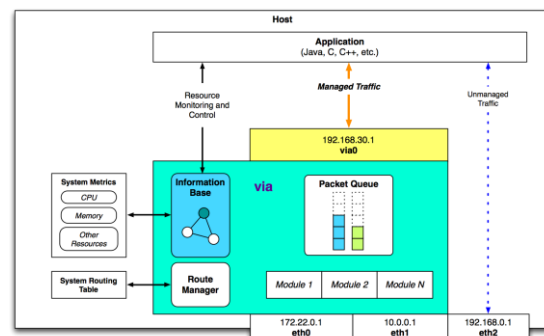 Host
Application
(Java, C, C++, etc.)
Resource
Monitoring and
Control
Managed Traffic
Unmanaged
Traffic
192.168.30.1
via0
System Metrics
CPU
Memory
Other
Resources
Information
Base
via
Packet Queue
System Routing
Table
Route
Manager
Module 1
Module 2
Module N
172.22.0.1
eth0
10.0.0.1
eth1
192.168.0.1
eth2